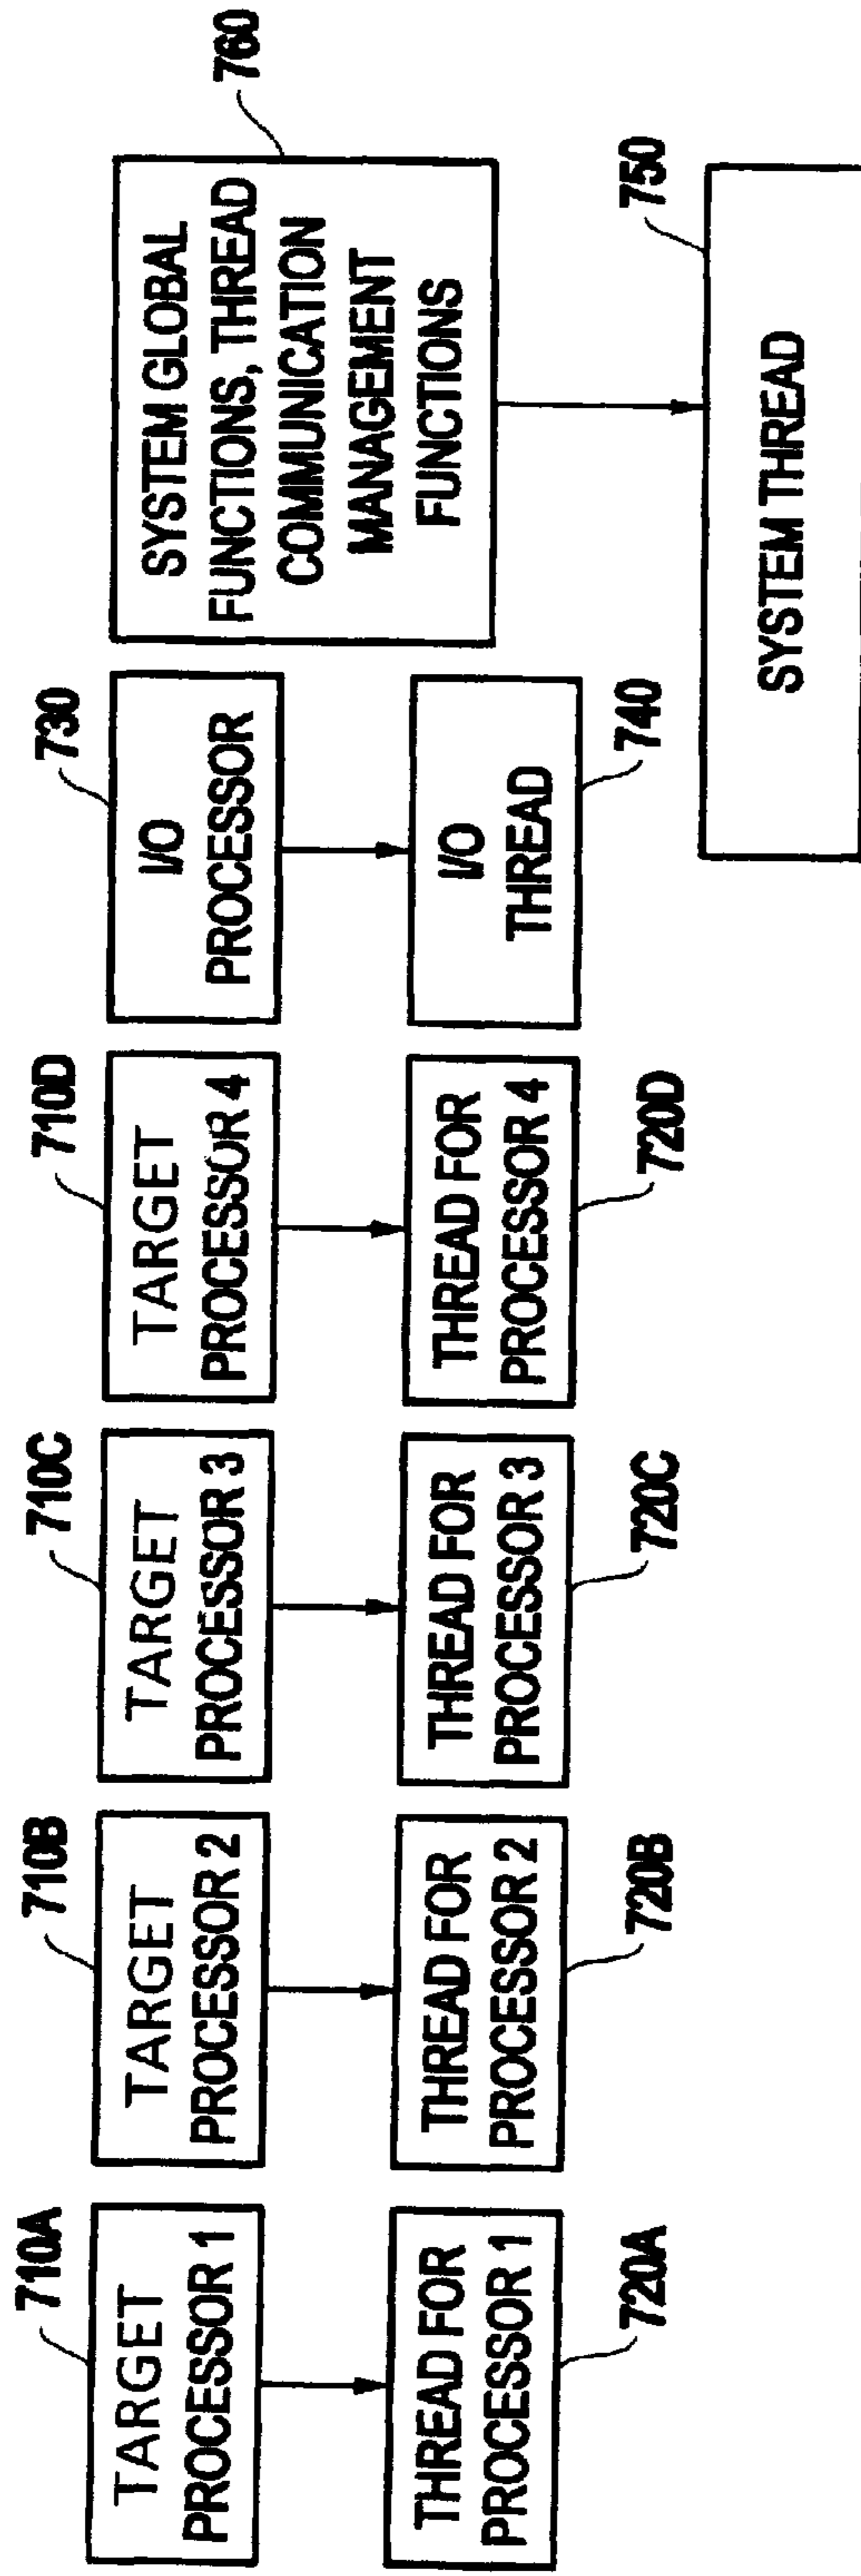 710A
TARGET
PROCESSOR 1
THREAD FOR
PROCESSOR 1
720A
710B
TARGET
PROCESSOR 2
THREAD FOR
PROCESSOR 2
720B
710C
TARGET
PROCESSOR 3
THREAD FOR
PROCESSOR 3
720C
710D
TARGET
PROCESSOR 4
THREAD FOR
PROCESSOR 4
720D
730
I/O
PROCESSOR
I/O
THREAD
740
760
SYSTEM GLOBAL
FUNCTIONS, THREAD
COMMUNICATION
MANAGEMENT
FUNCTIONS
750
SYSTEM THREAD